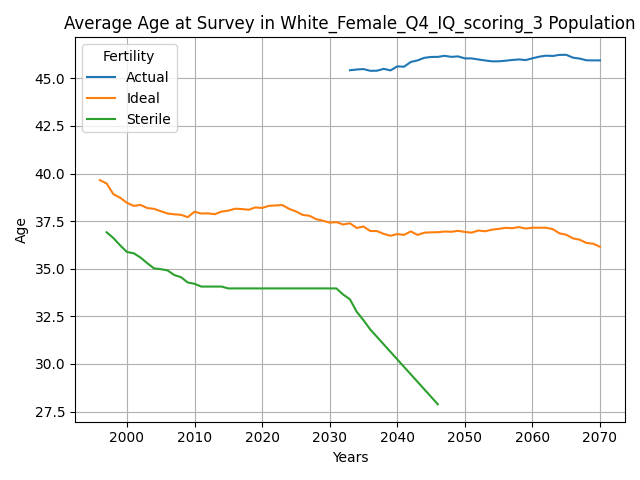 Average Age at Survey in White_Female_Q4_IQ_scoring_3 Population
Fertility
Actual
Ideal
Sterile
Age
45.0
42.5
40.0
37.5
35.0
32.5
30.0
27.5
2000 2010 2020 2030 2040 2050 2060 2070
Years